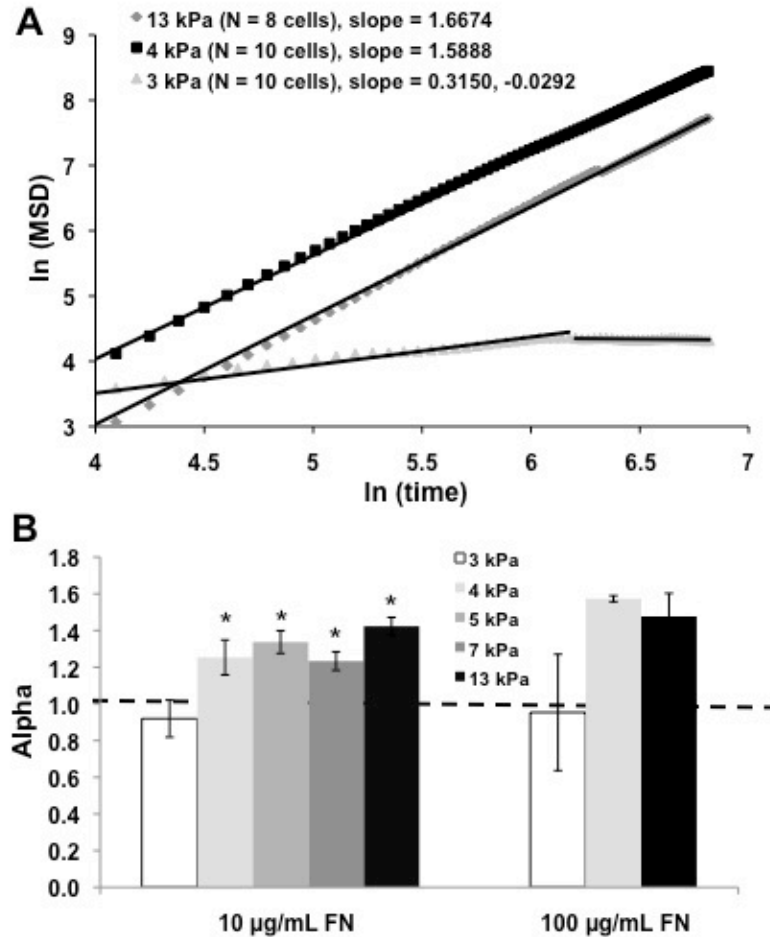 A
13 kPa (N = 8 cells), slope = 1.6674
4 kPa (N = 10 cells), slope = 1.5888
3 kPa (N = 10 cells), slope = 0.3150, -0.0292
9
8
7
6
5
4
3
ln (MSD)
4 4.5 5 5.5 6 6.5 7
ln (time)
B
1.8
1.6
1.4
1.2
1.0
0.8
0.6
0.4
0.2
0.0
Alpha
* * * *
3 kPa
4 kPa
5 kPa
7 kPa
13 kPa
10 µg/mL FN 100 µg/mL FN